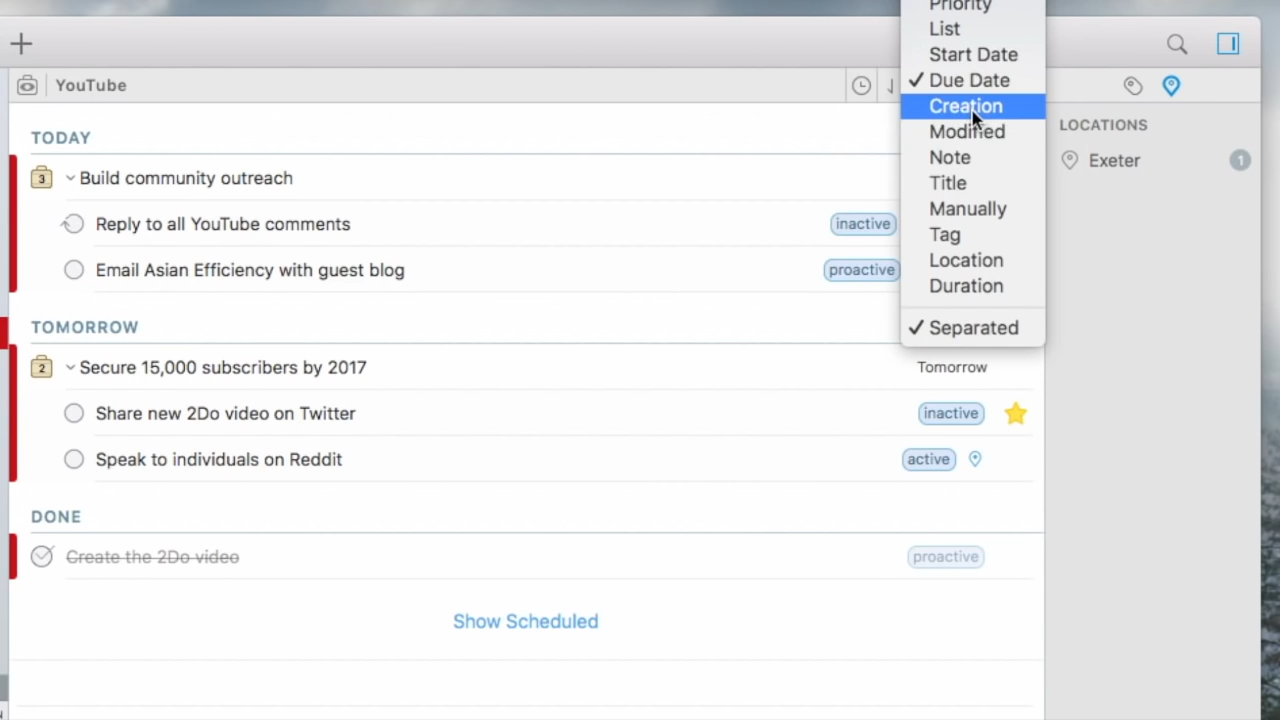 Priority
List
Start Date
Due Date
Creation
Modified
Note
Title
Manually
Tag
Location
Duration
Separated
YouTube
LOCATIONS
Exeter 1
TODAY
3 Build community outreach
Reply to all YouTube comments inactive
Email Asian Efficiency with guest blog proactive
TOMORROW
2 Secure 15,000 subscribers by 2017 Tomorrow
Share new 2Do video on Twitter inactive
Speak to individuals on Reddit active
DONE
Create the 2Do video proactive
Show Scheduled